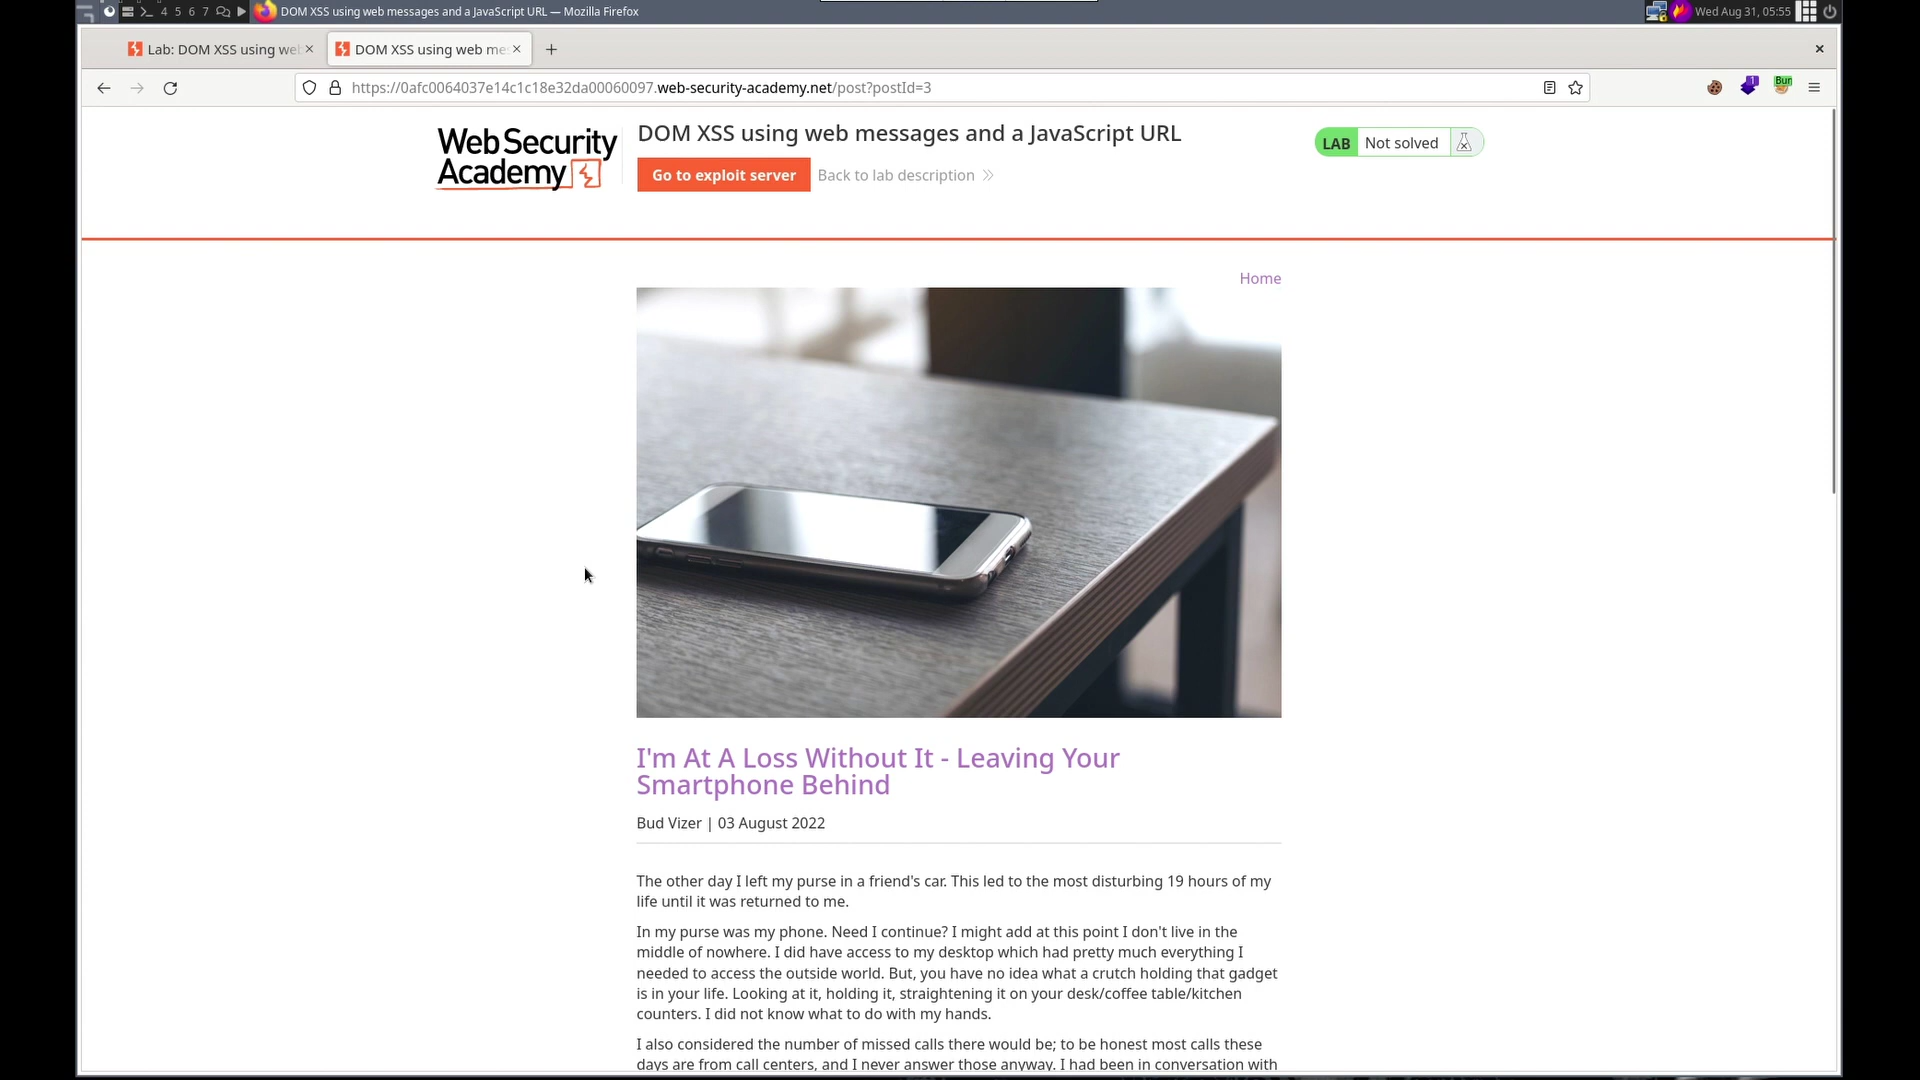 4 5 6 7
DOM XSS using web messages and a JavaScript URL — Mozilla Firefox
Wed Aug 31, 05:55
Lab: DOM XSS using we
DOM XSS using web me
https://0afc0064037e14c1c18e32da00060097.web-security-academy.net/post?postId=3
1
Bur
Web Security
Academy
DOM XSS using web messages and a JavaScript URL
Go to exploit server
Back to lab description
LAB Not solved
Home
I'm At A Loss Without It - Leaving Your
Smartphone Behind
Bud Vizer | 03 August 2022
The other day I left my purse in a friend's car. This led to the most disturbing 19 hours of my
life until it was returned to me.
In my purse was my phone. Need I continue? I might add at this point I don't live in the
middle of nowhere. I did have access to my desktop which had pretty much everything I
needed to access the outside world. But, you have no idea what a crutch holding that gadget
is in your life. Looking at it, holding it, straightening it on your desk/coffee table/kitchen
counters. I did not know what to do with my hands.
I also considered the number of missed calls there would be; to be honest most calls these
days are from call centers, and I never answer those anyway. I had been in conversation with